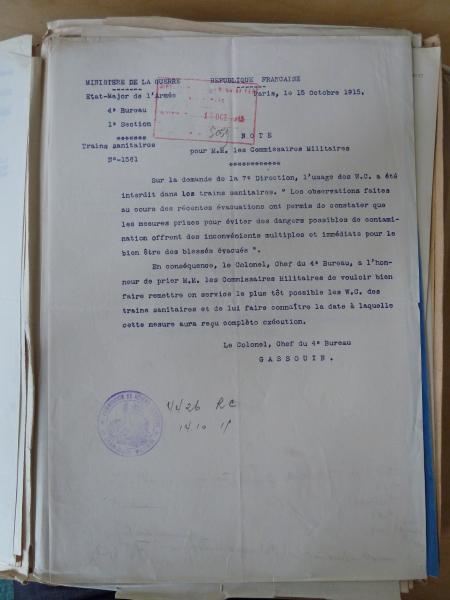 MINISTERE DE LA GUERRE REPUBLIQUE FRANCAISE
Etat-Major de l'Armée Paris, le 15 Octobre 1915.
4e Bureau
1e Section
NOTE
Trains sanitaires pour M.M. les Commissaires Militaires
N°-1561
Sur la demande de la 7e Direction, l'usage des W.C. a été
interdit dans les trains sanitaires. " Les observations faites
au cours des récentes évacuations ont permis de constater que
les mesures prises pour éviter des dangers possibles de contami-
nation offrent des inconvénients multiples et immédiats pour le
bien être des blessés évacués ".
En conséquence, le Colonel, Chef du 4e Bureau, a l'hon-
neur de prier M.M. les Commissaires Militaires de vouloir bien
faire remettre en service le plus tôt possible les W.C. des
trains sanitaires et de lui faire connaître la date à laquelle
cette mesure aura reçu complète exécution.
Le Colonel, Chef du 4e Bureau
GASSOUIN.
4426 RC